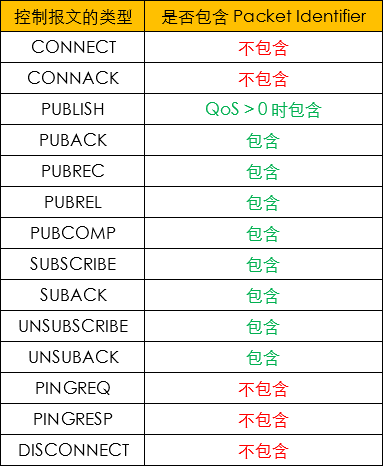 控制报文的类型 是否包含 Packet Identifier
CONNECT 不包含
CONNACK 不包含
PUBLISH QoS > 0 时包含
PUBACK 包含
PUBREC 包含
PUBREL 包含
PUBCOMP 包含
SUBSCRIBE 包含
SUBACK 包含
UNSUBSCRIBE 包含
UNSUBACK 包含
PINGREQ 不包含
PINGRESP 不包含
DISCONNECT 不包含